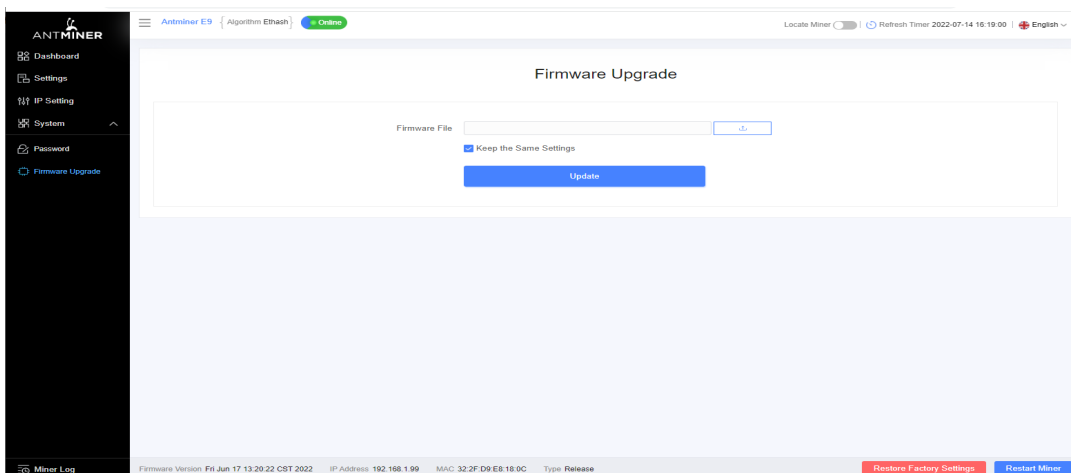 ANTMINER
Antminer E9 { Algorithm Ethash } Online
Locate Miner | Refresh Timer 2022-07-14 16:19:00 | English
Dashboard
Settings
IP Setting
System
Password
Firmware Upgrade
Firmware Upgrade
Firmware File
Keep the Same Settings
Update
Miner Log
Firmware Version Fri Jun 17 13:20:22 CST 2022 IP Address 192.168.1.99 MAC 32:2F:D9:E8:18:0C Type Release
Restore Factory Settings
Restart Miner